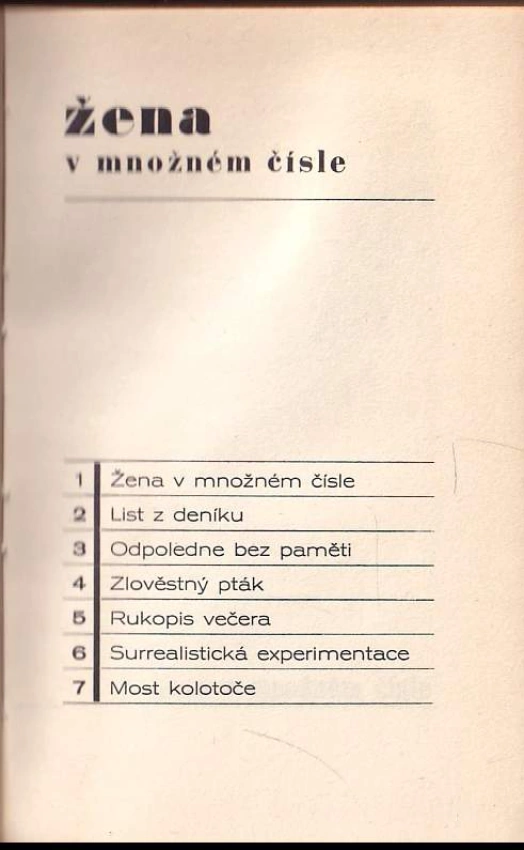 žena
v množném čísle
1 Žena v množném čísle
2 List z deníku
3 Odpoledne bez paměti
4 Zlověstný pták
5 Rukopis večera
6 Surrealistická experimentace
7 Most kolotoče